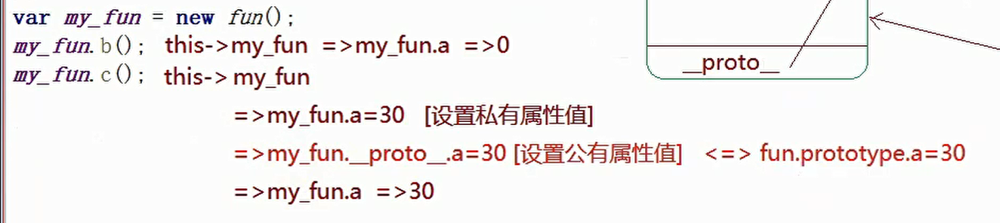 var my_fun = new fun();
my_fun.b(); this->my_fun =>my_fun.a =>0
my_fun.c(); this-> my_fun
=>my_fun.a=30 [设置私有属性值]
=>my_fun.__proto__.a=30 [设置公有属性值] <=> fun.prototype.a=30
=>my_fun.a =>30
__proto__